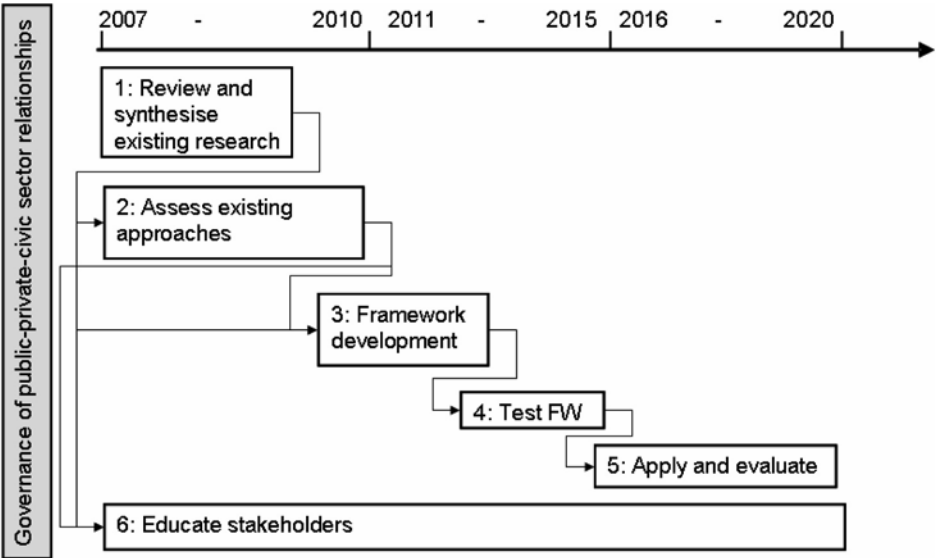 Governance of public-private-civic sector relationships
2007 - 2010 2011 - 2015 2016 - 2020
1: Review and
synthesise
existing research
2: Assess existing
approaches
3: Framework
development
4: Test FW
5: Apply and evaluate
6: Educate stakeholders